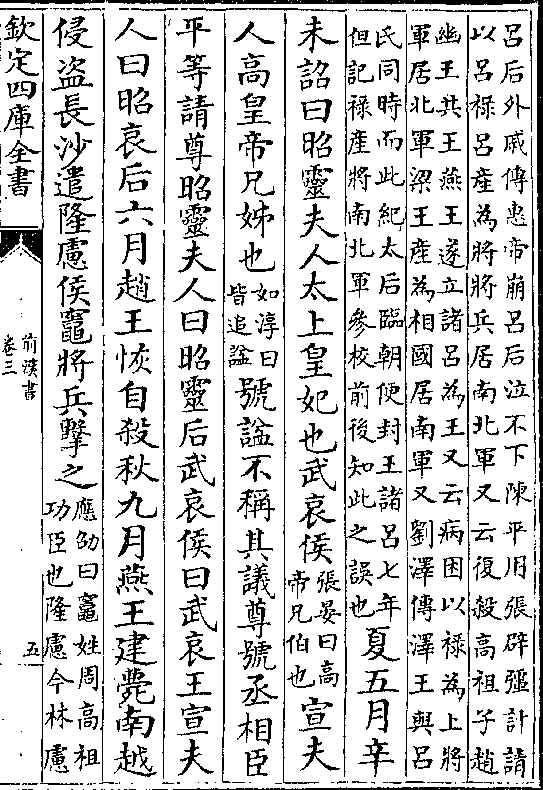 呂后外戚傳惠帝崩吕后泣不下陳平用張辟彊計請
以呂禄呂産為將將兵居南北軍又云復殺高祖子趙
幽王共王燕王遂立諸呂為王又云病困以禄為上將
軍居北軍梁王産為相國居南軍又劉澤傳澤王與呂
氏同時而此紀太后臨朝便封王諸呂七年
但記禄産將南北軍參校前後知此之誤也
夏五月辛
未詔曰昭靈夫人太上皇妃也武哀侯
張晏曰高
帝兄伯也
宣夫
人高皇帝兄姊也
如淳曰
皆追諡
號諡不稱其議尊號丞相臣
平等請尊昭靈夫人曰昭靈后武哀侯曰武哀王宣夫
人曰昭哀后六月趙王恢自殺秋九月燕王建薨南越
侵盗長沙遣隆慮侯竈將兵擊之
應劭曰竈姓周高祖
功臣也隆慮今林慮
欽定四庫全書
前漢書
卷三
五